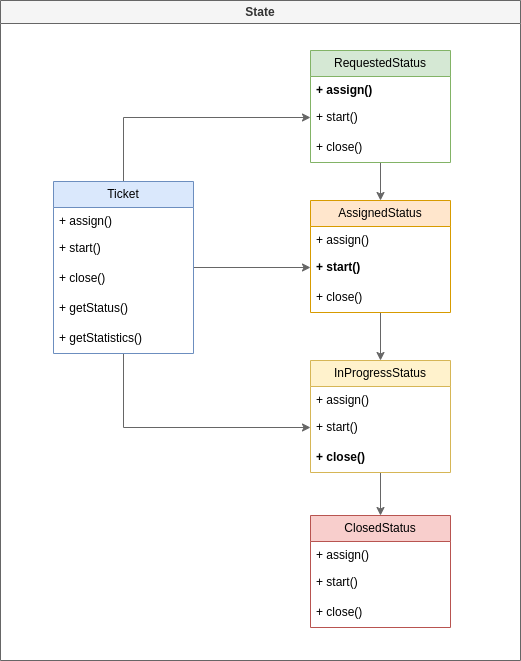 State
RequestedStatus
+ assign()
+ start()
+ close()
Ticket
+ assign()
+ start()
+ close()
+ getStatus()
+ getStatistics()
AssignedStatus
+ assign()
+ start()
+ close()
InProgressStatus
+ assign()
+ start()
+ close()
ClosedStatus
+ assign()
+ start()
+ close()